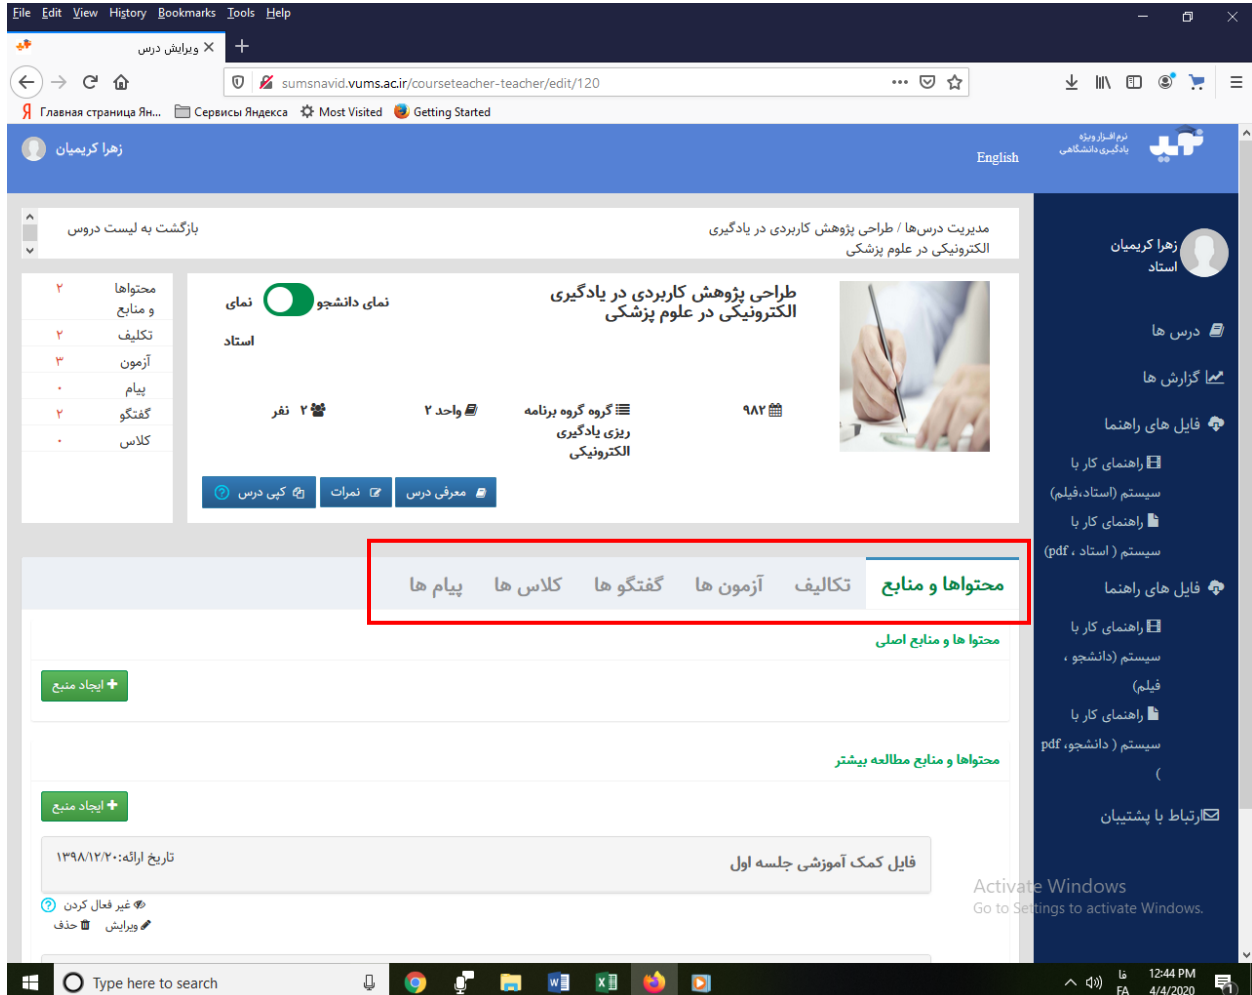 File Edit View History Bookmarks Tools Help
ویرایش درس
sumsnavid.vums.ac.ir/courseteacher-teacher/edit/120
Главная страница Ян... Сервисы Яндекса Most Visited Getting Started
نرم افـزار ویژه
یادگیری دانشگاهی
نوید
English
زهرا کریمیان
زهرا کریمیان
استاد
درس ها
گزارش ها
فایل های راهنما
راهنمای کار با
سیستم (استاد،فیلم)
راهنمای کار با
سیستم ( استاد ، pdf)
فایل های راهنما
راهنمای کار با
سیستم (دانشجو ،
فیلم)
راهنمای کار با
سیستم ( دانشجو، pdf
)
ارتباط با پشتیبان
مدیریت درس‌ها / طراحی پژوهش کاربردی در یادگیری
الکترونیکی در علوم پزشکی
بازگشت به لیست دروس
طراحی پژوهش کاربردی در یادگیری
الکترونیکی در علوم پزشکی
نمای دانشجو نمای
استاد
۹۸۲
گروه گروه برنامه
ریزی یادگیری
الکترونیکی
واحد ۲
۲ نفر
معرفی درس
نمرات
کپی درس
محتواها
و منابع ۲
تکلیف ۲
آزمون ۳
پیام ۰
گفتگو ۲
کلاس ۰
محتواها و منابع تکالیف آزمون ها گفتگو ها کلاس ها پیام ها
محتوا ها و منابع اصلی
+ ایجاد منبع
محتواها و منابع مطالعه بیشتر
+ ایجاد منبع
فایل کمک آموزشی جلسه اول
تاریخ ارائه:۱۳۹۸/۱۲/۲۰
غیر فعال کردن
ویرایش حذف
Activate Windows
Go to Settings to activate Windows.
Type here to search
فا
FA
12:44 PM
4/4/2020
1